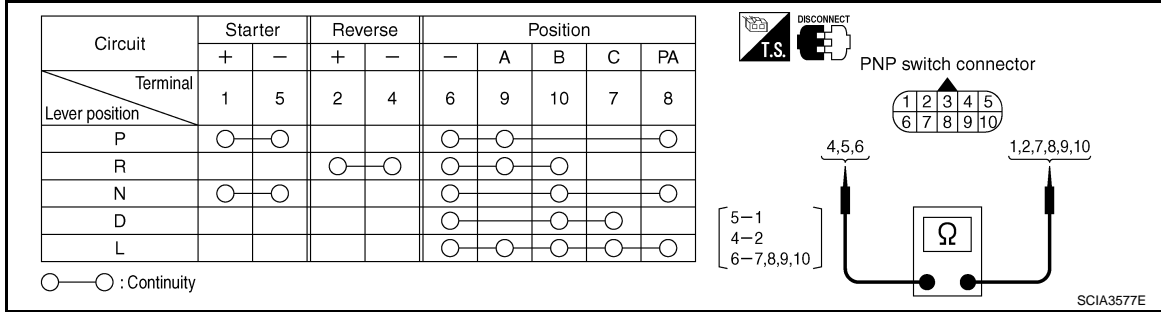 Circuit Starter Reverse Position
+ − + − − A B C PA
Terminal
Lever position
1 5 2 4 6 9 10 7 8
P
R
N
D
L
: Continuity
T.S.
DISCONNECT
PNP switch connector
1 2 3 4 5
6 7 8 9 10
4,5,6
1,2,7,8,9,10
5−1
4−2
6−7,8,9,10
Ω
SCIA3577E